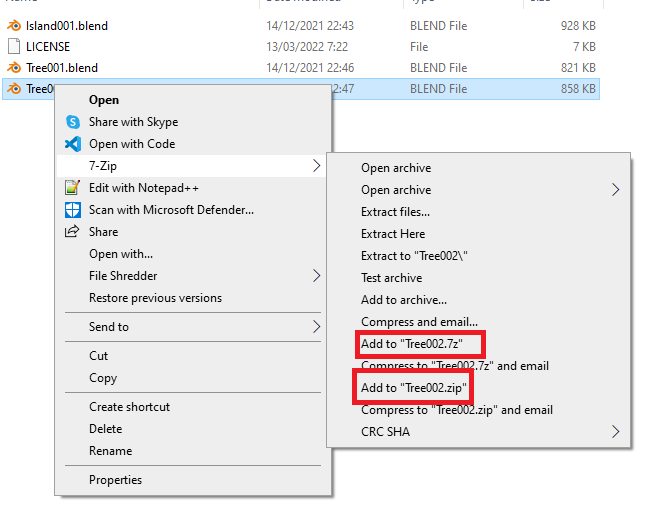 Island001.blend 14/12/2021 22:43 BLEND File 928 KB
LICENSE 13/03/2022 7:22 File 7 KB
Tree001.blend 14/12/2021 22:46 BLEND File 821 KB
22:47 BLEND File 858 KB
Open
Share with Skype
Open with Code
7-Zip
Edit with Notepad++
Scan with Microsoft Defender...
Share
Open with...
File Shredder
Restore previous versions
Send to
Cut
Copy
Create shortcut
Delete
Rename
Properties
Open archive
Open archive
Extract files...
Extract Here
Extract to "Tree002\"
Test archive
Add to archive...
Compress and email...
Add to "Tree002.7z"
Compress to "Tree002.7z" and email
Add to "Tree002.zip"
Compress to "Tree002.zip" and email
CRC SHA